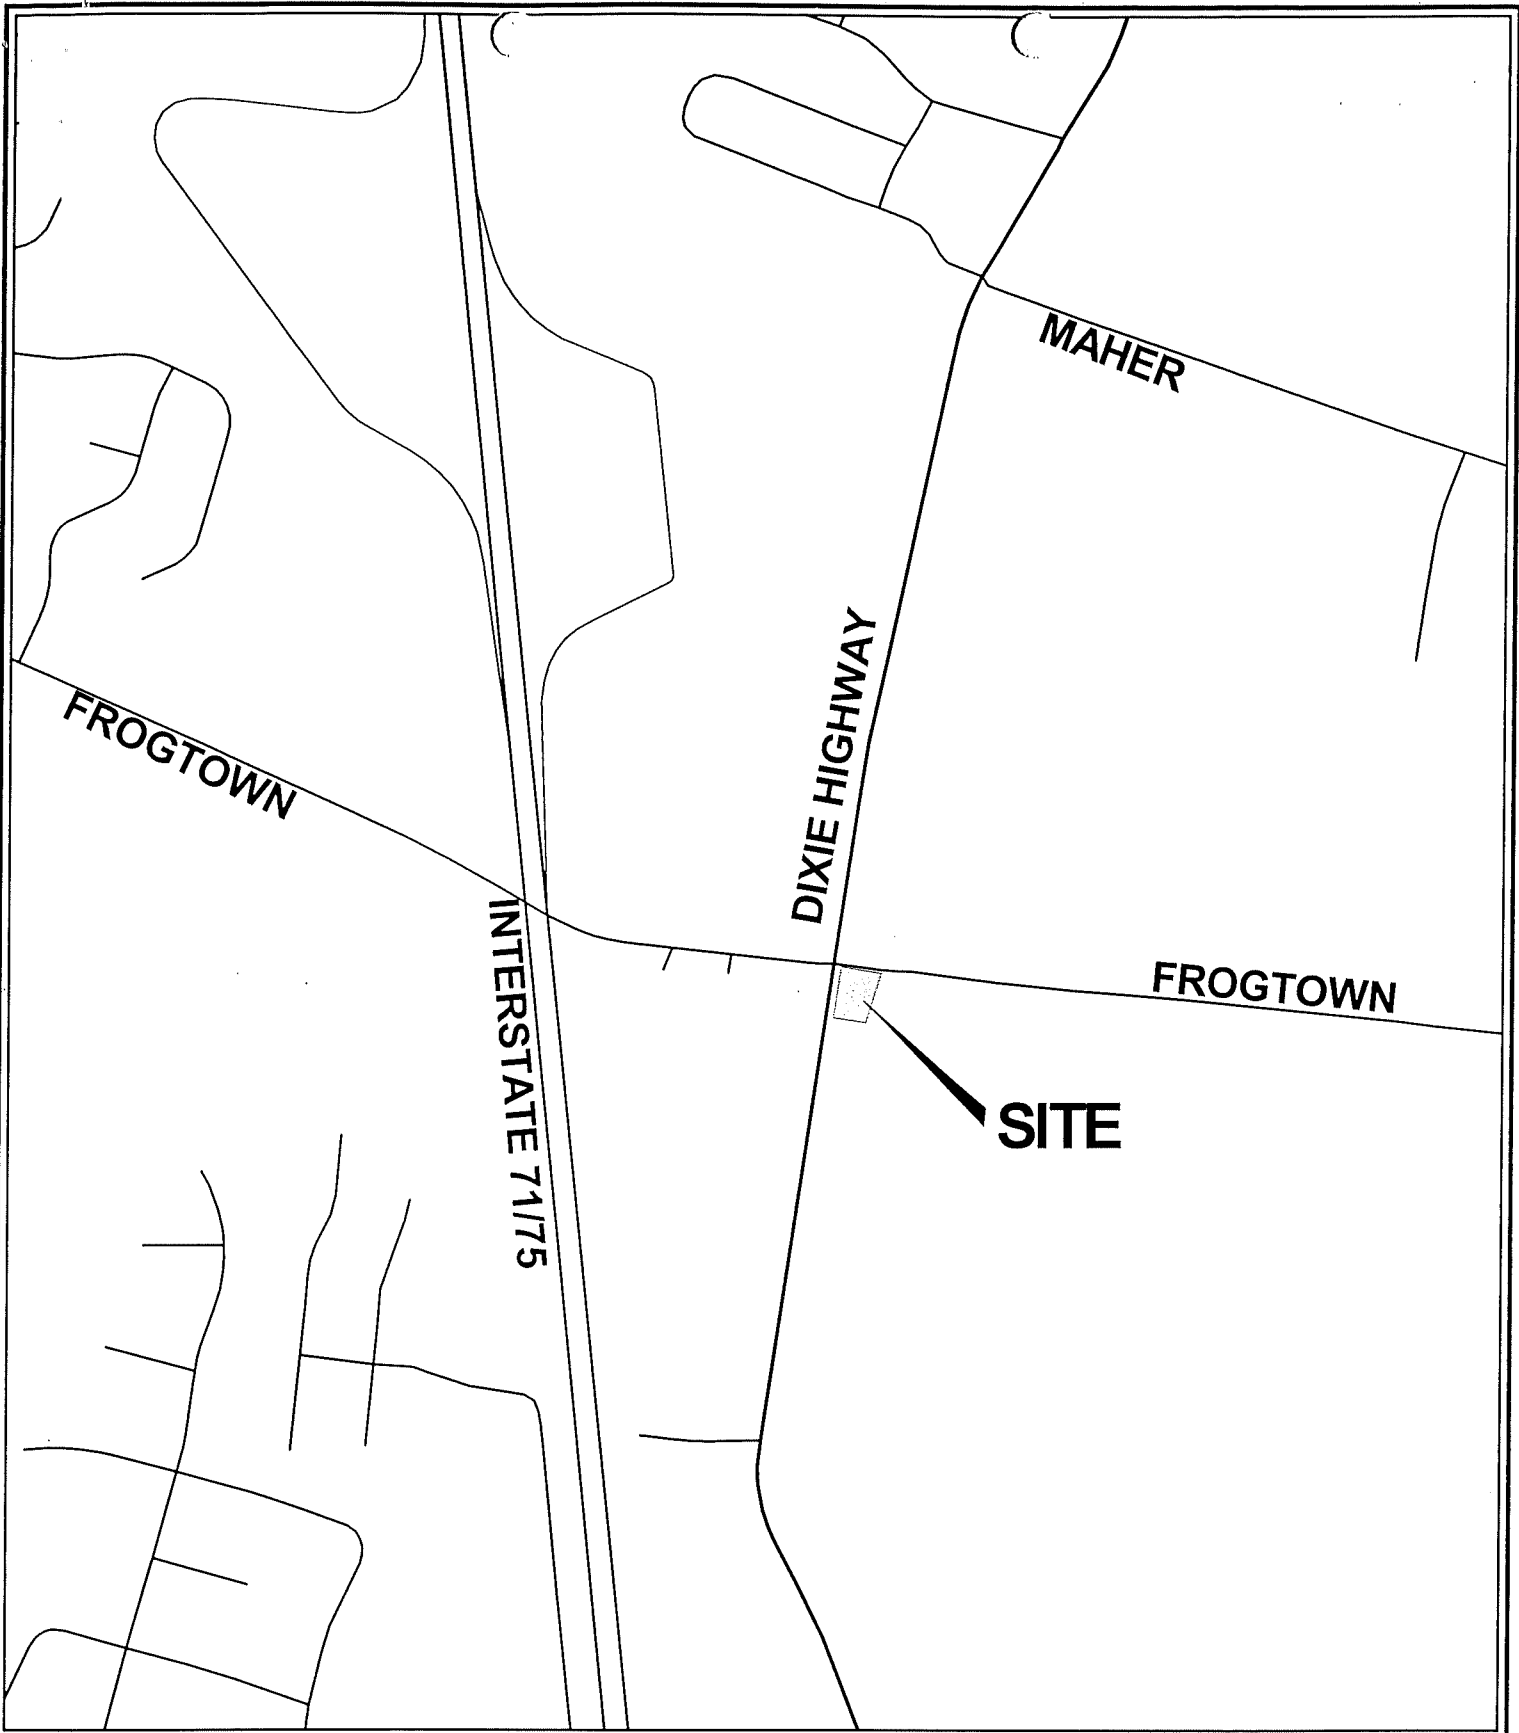 MAHER
DIXIE HIGHWAY
FROGTOWN
INTERSTATE 71/75
FROGTOWN
SITE